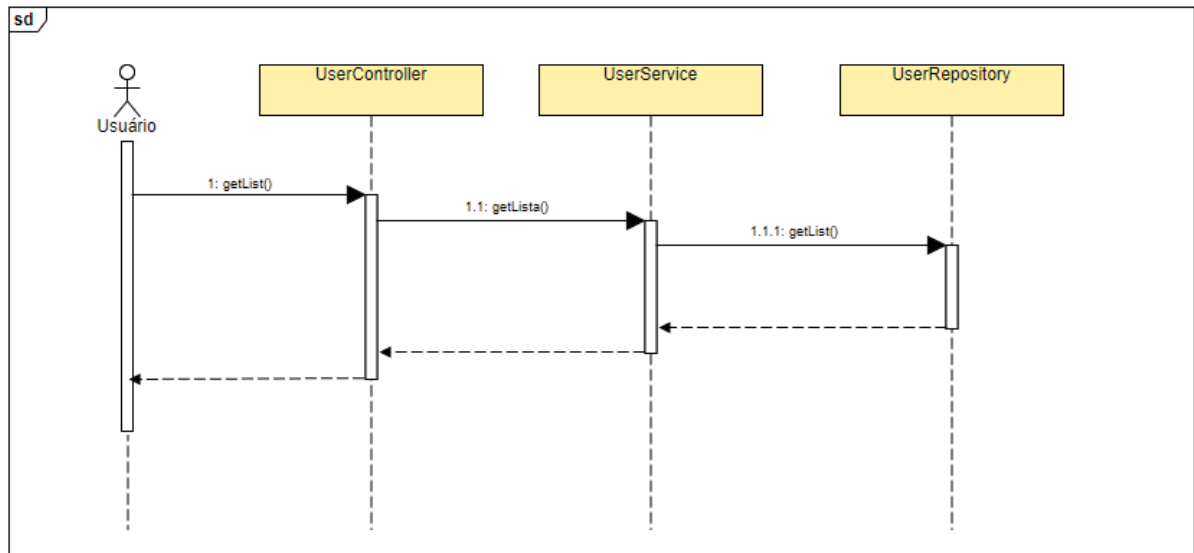 sd
UserController
UserService
UserRepository
Usuário
1: getList()
1.1: getLista()
1.1.1: getList()